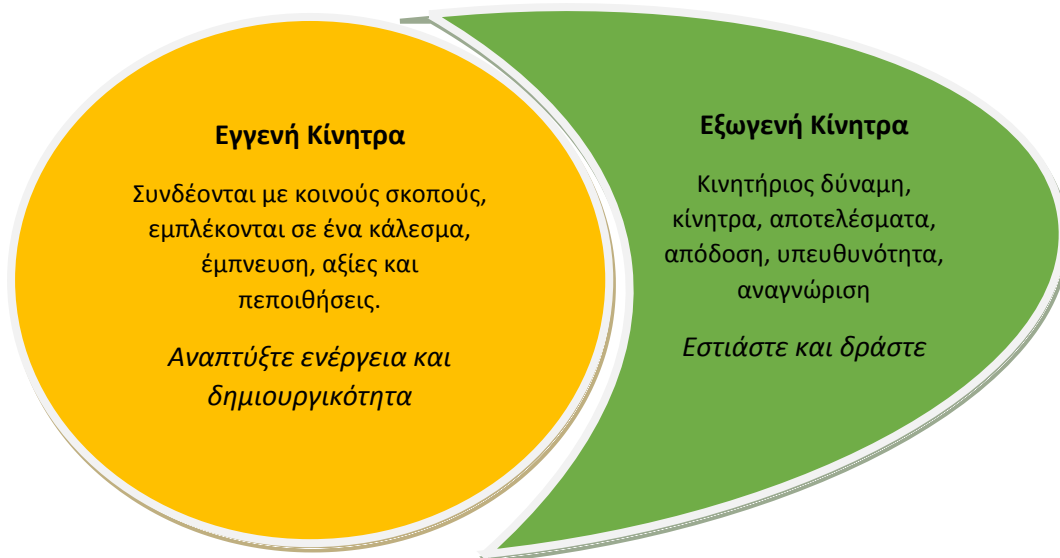 Εγγενή Κίνητρα
Συνδέονται με κοινούς σκοπούς,
εμπλέκονται σε ένα κάλεσμα,
έμπνευση, αξίες και
πεποιθήσεις.
Αναπτύξτε ενέργεια και
δημιουργικότητα
Εξωγενή Κίνητρα
Κινητήριος δύναμη,
κίνητρα, αποτελέσματα,
απόδοση, υπευθυνότητα,
αναγνώριση
Εστιάστε και δράστε